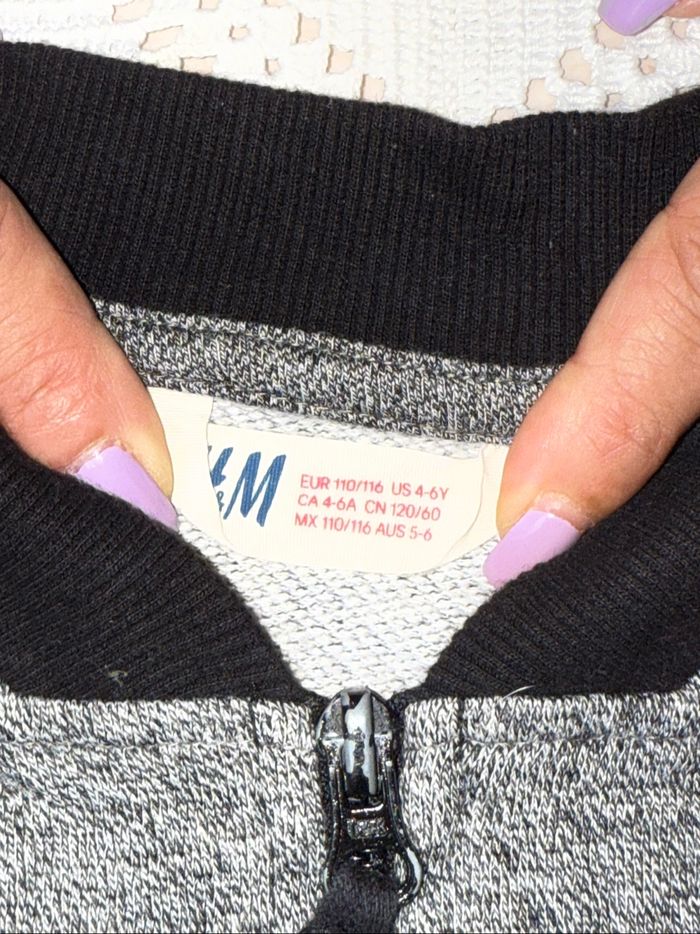 H&M
EUR 110/116 US 4-6Y
CA 4-6A CN 120/60
MX 110/116 AUS 5-6